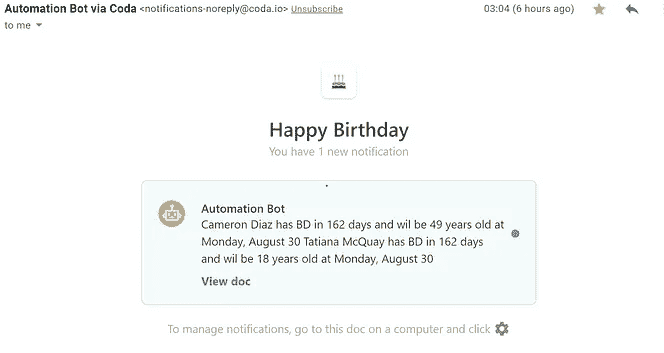 Automation Bot via Coda <notifications-noreply@coda.io> Unsubscribe 03:04 (6 hours ago)
to me
Happy Birthday
You have 1 new notification
Automation Bot
Cameron Diaz has BD in 162 days and wil be 49 years old at
Monday, August 30 Tatiana McQuay has BD in 162 days
and wil be 18 years old at Monday, August 30
View doc
To manage notifications, go to this doc on a computer and click